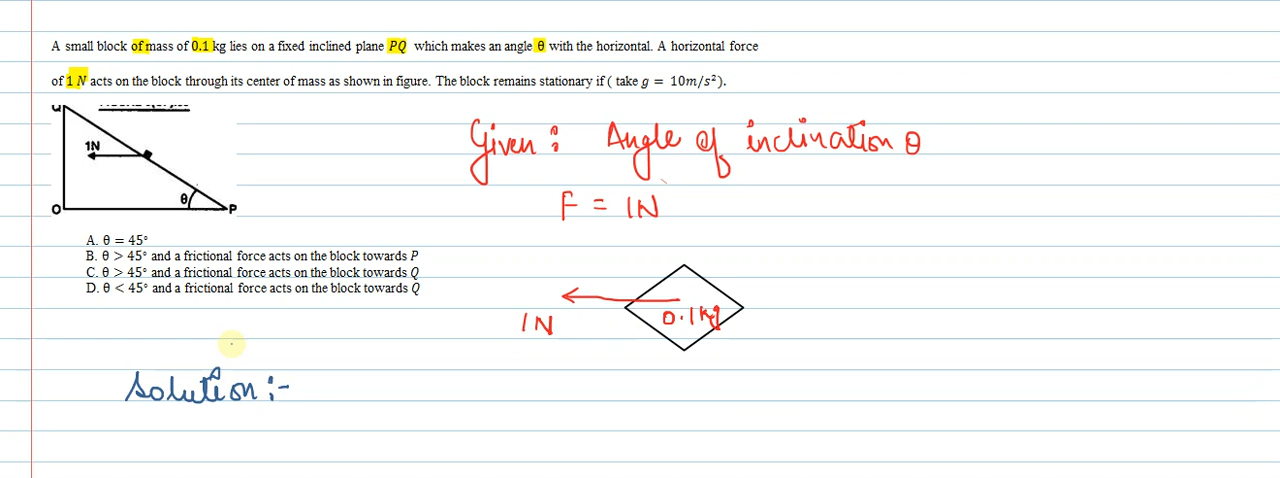 A small block of mass of 0.1 kg lies on a fixed inclined plane PQ which makes an angle θ with the horizontal. A horizontal force
of 1 N acts on the block through its center of mass as shown in figure. The block remains stationary if ( take g = 10m/s²).
Q
1N
θ
O
P
Given : Angle of inclination θ
F = 1N
A. θ = 45°
B. θ > 45° and a frictional force acts on the block towards P
C. θ > 45° and a frictional force acts on the block towards Q
D. θ < 45° and a frictional force acts on the block towards Q
1N
0.1kg
Solution :-